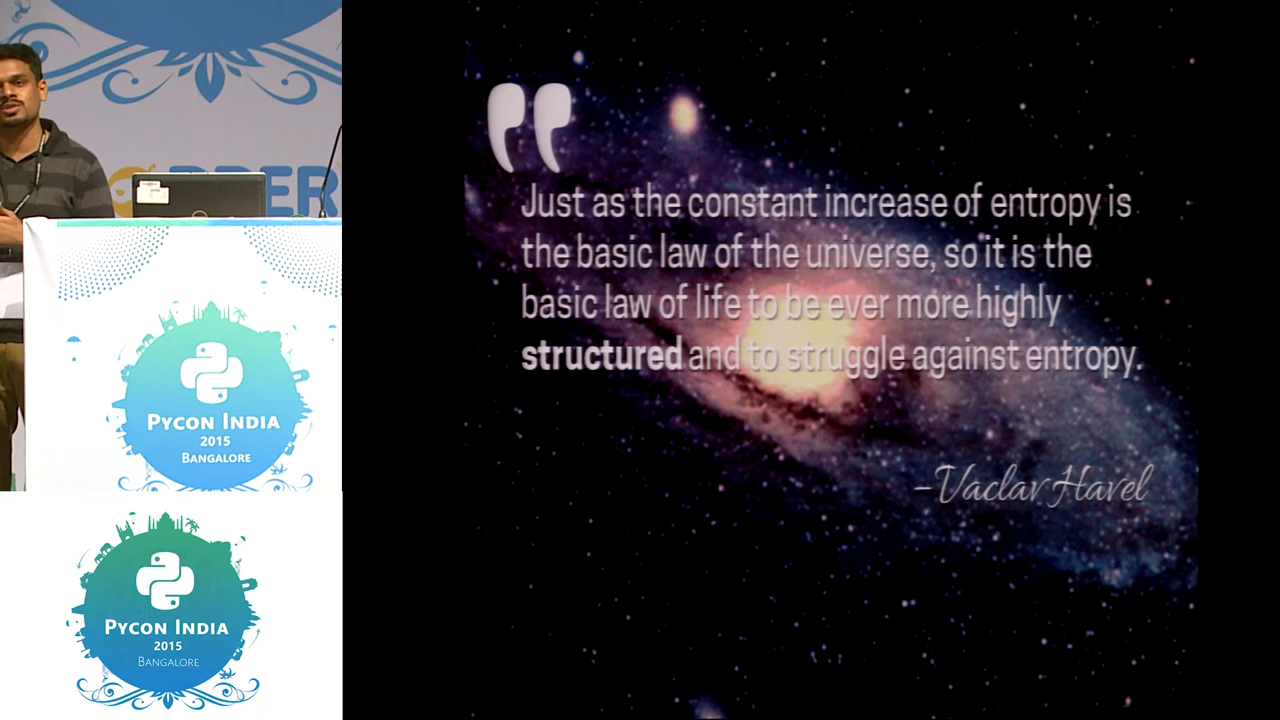 Just as the constant increase of entropy is
the basic law of the universe, so it is the
basic law of life to be ever more highly
structured and to struggle against entropy.
–Vaclav Havel
PYCON INDIA
2015
BANGALORE
PYCON INDIA
2015
BANGALORE